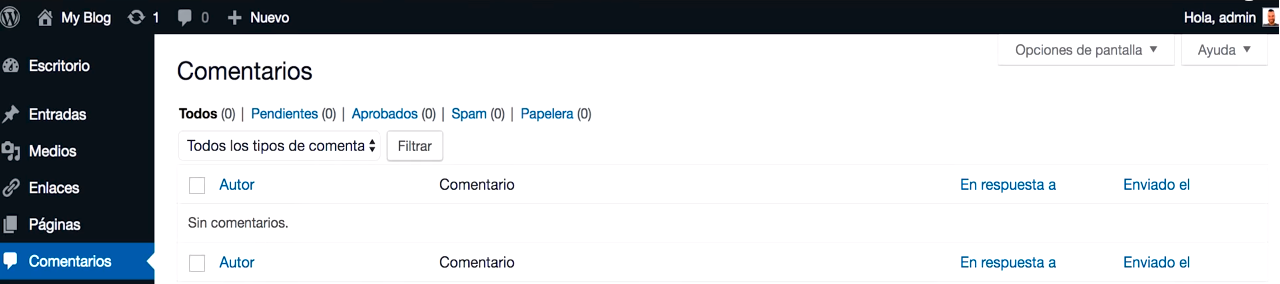 My Blog 1 0 Nuevo Hola, admin
Opciones de pantalla Ayuda
Escritorio
Comentarios
Todos (0) | Pendientes (0) | Aprobados (0) | Spam (0) | Papelera (0)
Entradas
Todos los tipos de comenta Filtrar
Medios
Autor Comentario En respuesta a Enviado el
Enlaces
Sin comentarios.
Páginas
Autor Comentario En respuesta a Enviado el
Comentarios